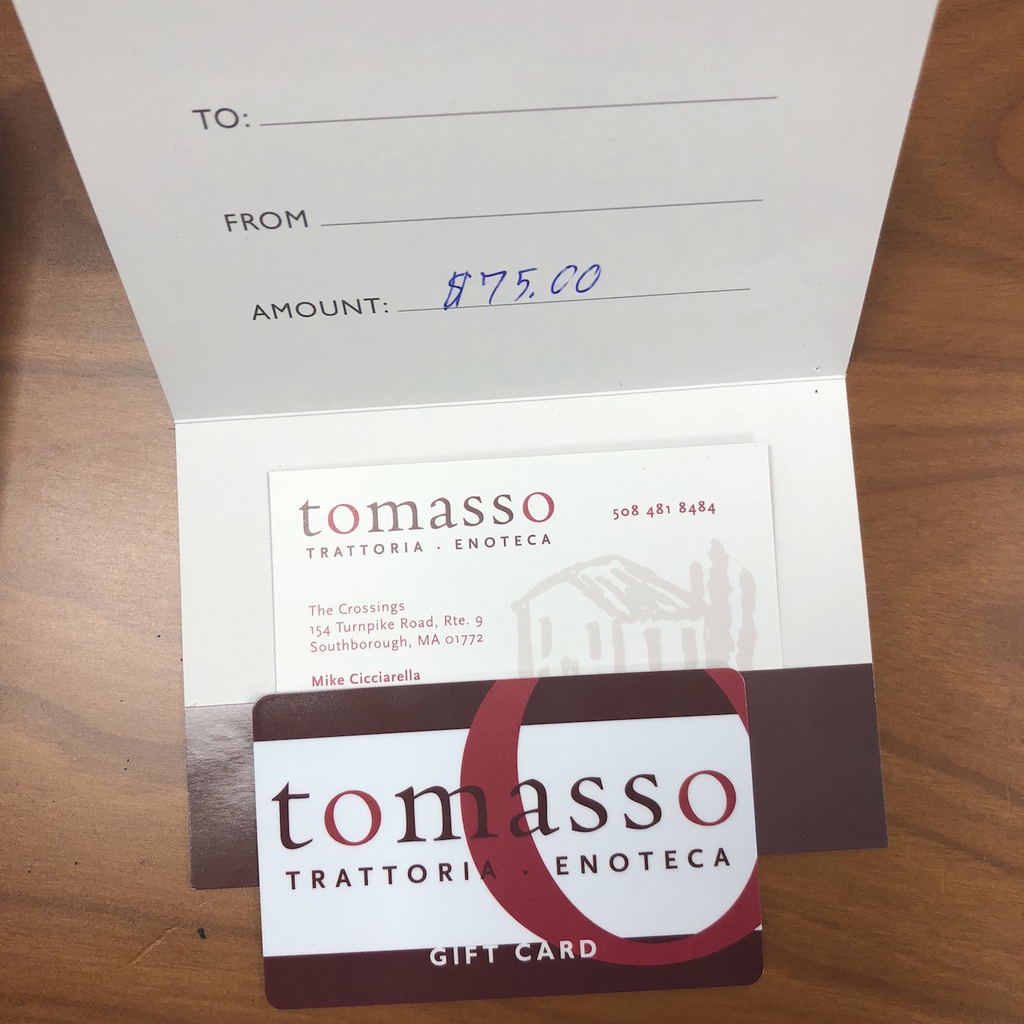 TO:
FROM
AMOUNT: $75.00
tomasso
TRATTORIA · ENOTECA
508 481 8484
The Crossings
154 Turnpike Road, Rte. 9
Southborough, MA 01772
Mike Cicciarella
tomasso
TRATTORIA · ENOTECA
GIFT CARD